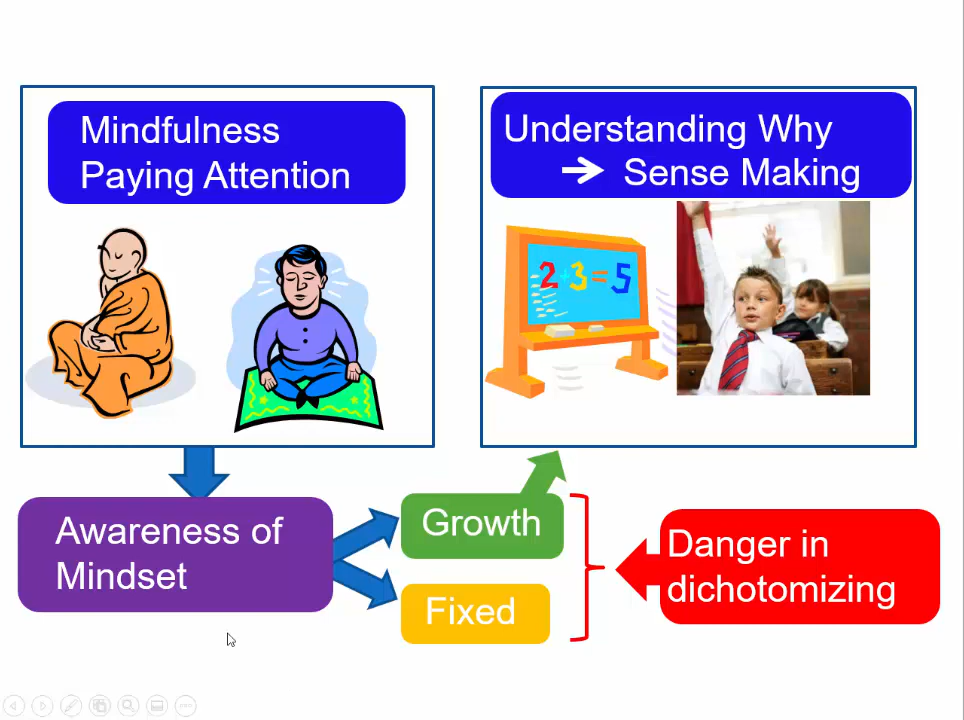 Mindfulness
Paying Attention
Understanding Why
→ Sense Making
2+3=5
Awareness of
Mindset
Growth
Fixed
Danger in
dichotomizing